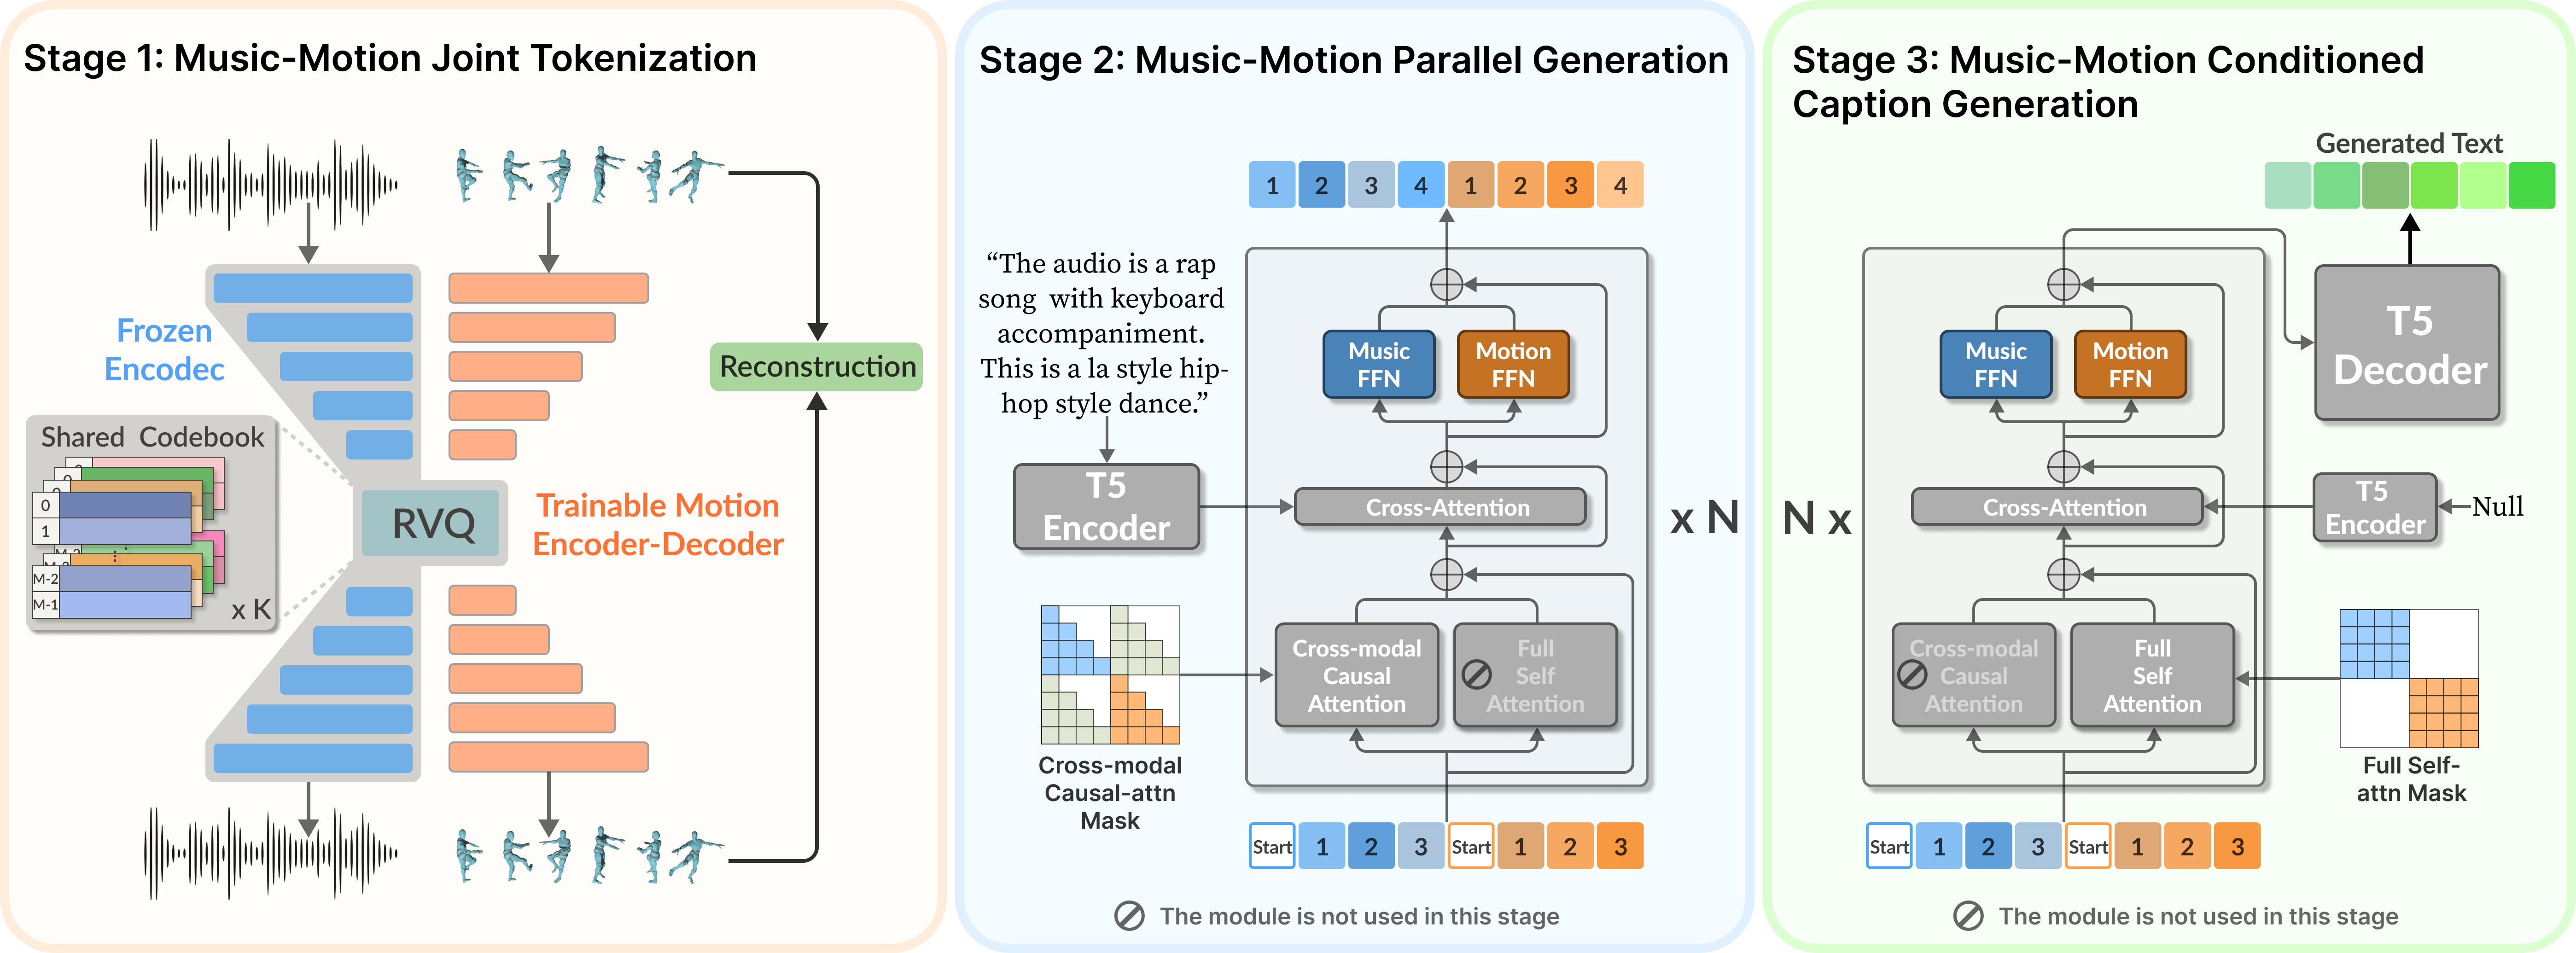 Stage 1: Music-Motion Joint Tokenization
Frozen
Encodec
Shared Codebook
0
1
M-2
M-1
x K
RVQ
Trainable Motion
Encoder-Decoder
Reconstruction
Stage 2: Music-Motion Parallel Generation
1 2 3 4 1 2 3 4
“The audio is a rap
song with keyboard
accompaniment.
This is a la style hip-
hop style dance.”
T5
Encoder
Music
FFN
Motion
FFN
Cross-Attention
x N
Cross-modal
Causal
Attention
Full
Self
Attention
Cross-modal
Causal-attn
Mask
Start 1 2 3 Start 1 2 3
The module is not used in this stage
Stage 3: Music-Motion Conditioned
Caption Generation
Generated Text
T5
Decoder
Music
FFN
Motion
FFN
N x
Cross-Attention
T5
Encoder
Null
Cross-modal
Causal
Attention
Full
Self
Attention
Full Self-
attn Mask
Start 1 2 3 Start 1 2 3
The module is not used in this stage